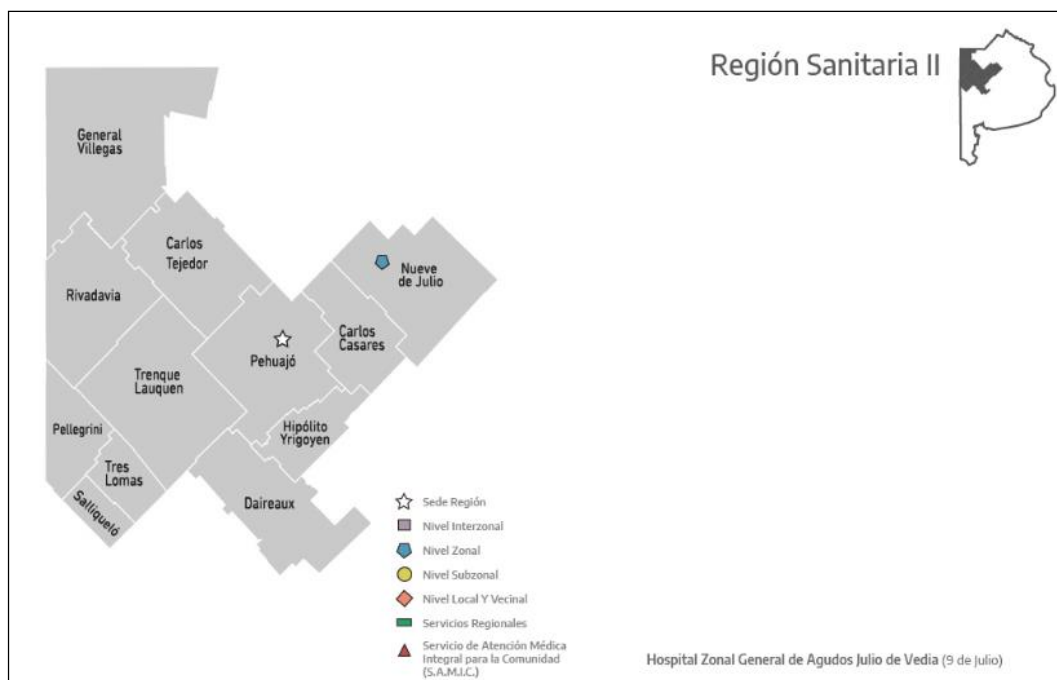 Región Sanitaria II
General
Villegas
Carlos
Tejedor
Nueve
de Julio
Rivadavia
Carlos
Casares
Pehuajó
Trenque
Lauquen
Pellegrini
Hipólito
Yrigoyen
Tres
Lomas
Salliqueló
Daireaux
Sede Región
Nivel Interzonal
Nivel Zonal
Nivel Subzonal
Nivel Local Y Vecinal
Servicios Regionales
Servicio de Atención Médica
Integral para la Comunidad
(S.A.M.I.C.)
Hospital Zonal General de Agudos Julio de Vedia (9 de Julio)